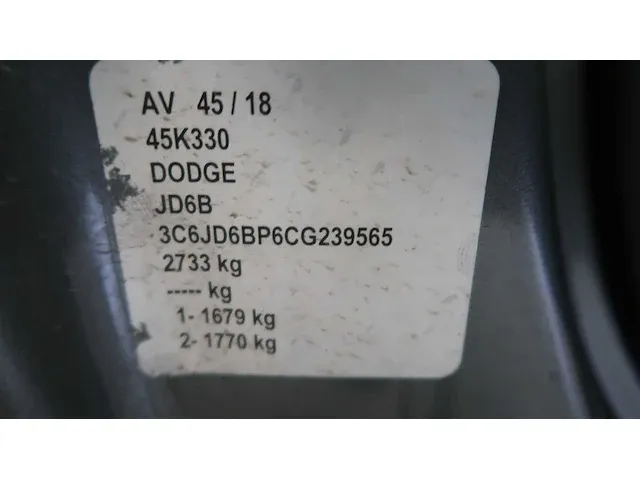 AV 45 / 18
45K330
DODGE
JD6B
3C6JD6BP6CG239565
2733 kg
----- kg
1- 1679 kg
2- 1770 kg